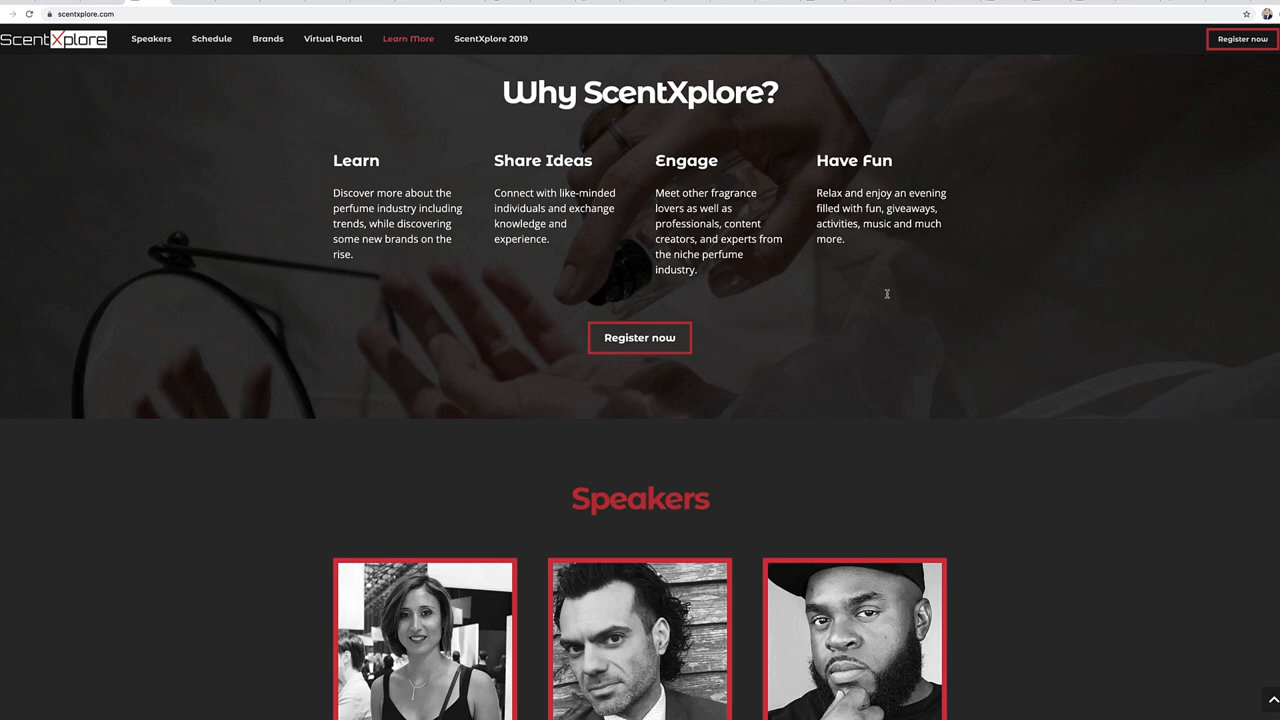 scentxplore.com
ScentXplore Speakers Schedule Brands Virtual Portal Learn More ScentXplore 2019 Register now
Why ScentXplore?
Learn
Discover more about the
perfume industry including
trends, while discovering
some new brands on the
rise.
Share Ideas
Connect with like-minded
individuals and exchange
knowledge and
experience.
Engage
Meet other fragrance
lovers as well as
professionals, content
creators, and experts from
the niche perfume
industry.
Have Fun
Relax and enjoy an evening
filled with fun, giveaways,
activities, music and much
more.
Register now
Speakers